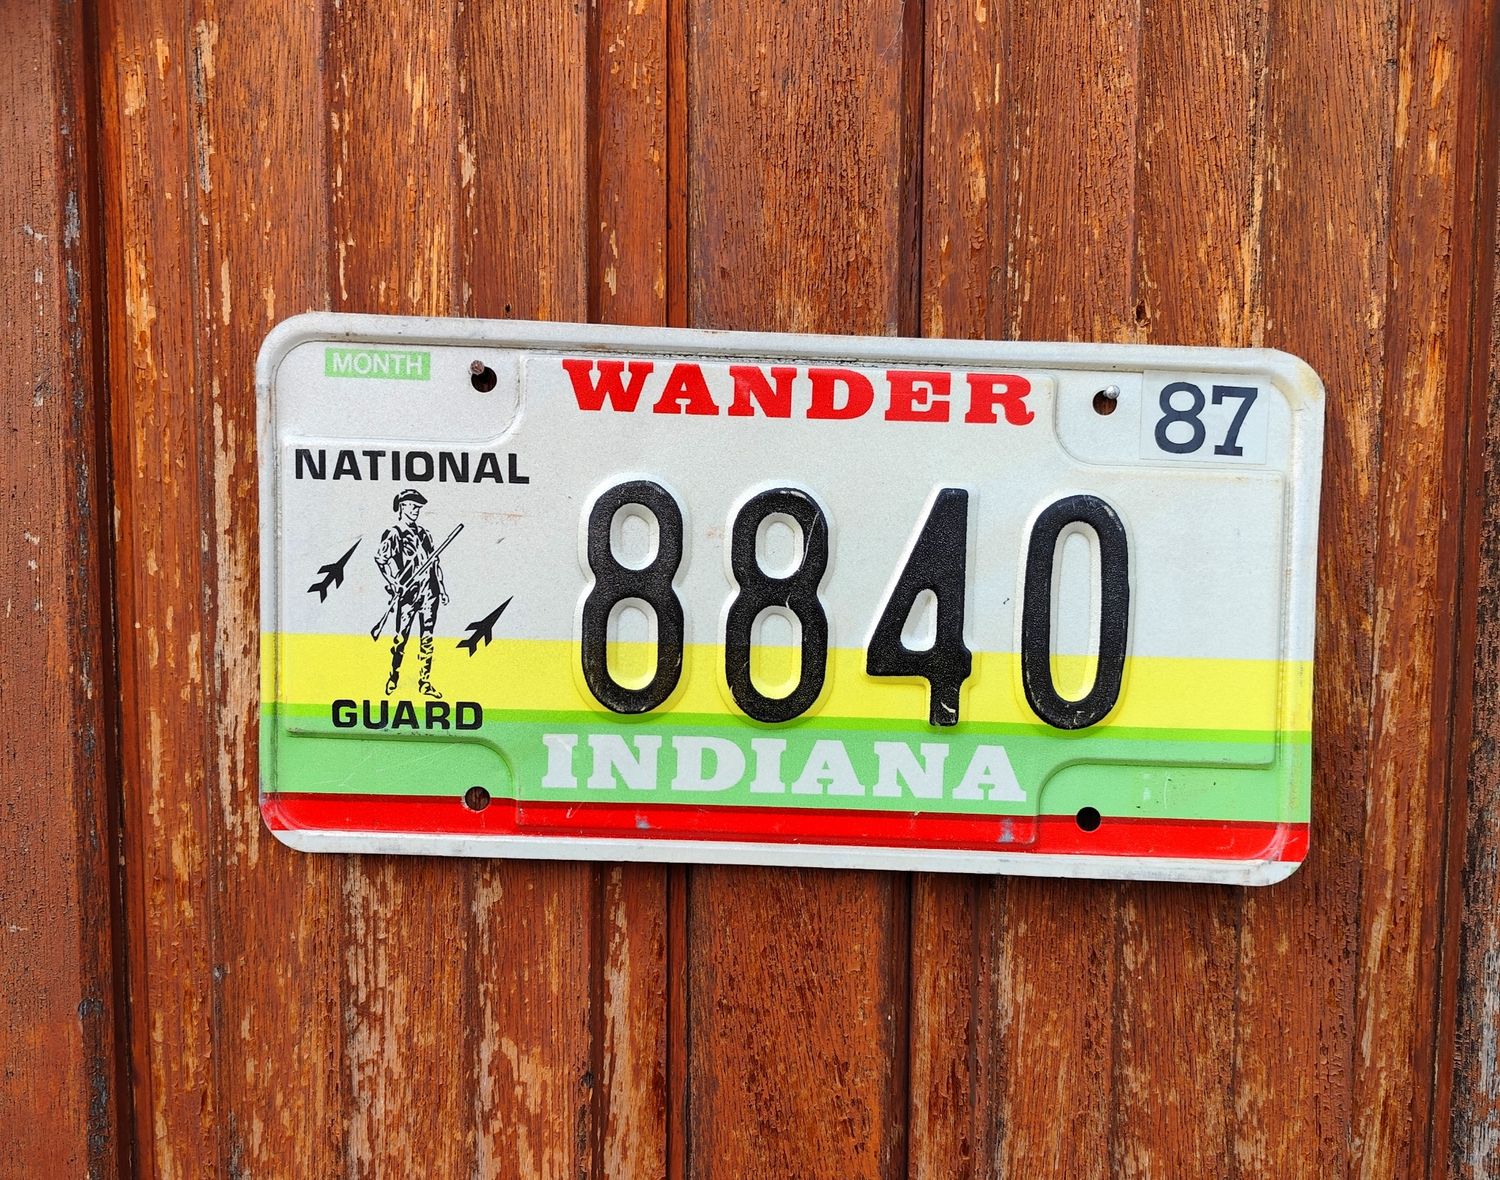 MONTH
WANDER
87
NATIONAL
8840
GUARD
INDIANA